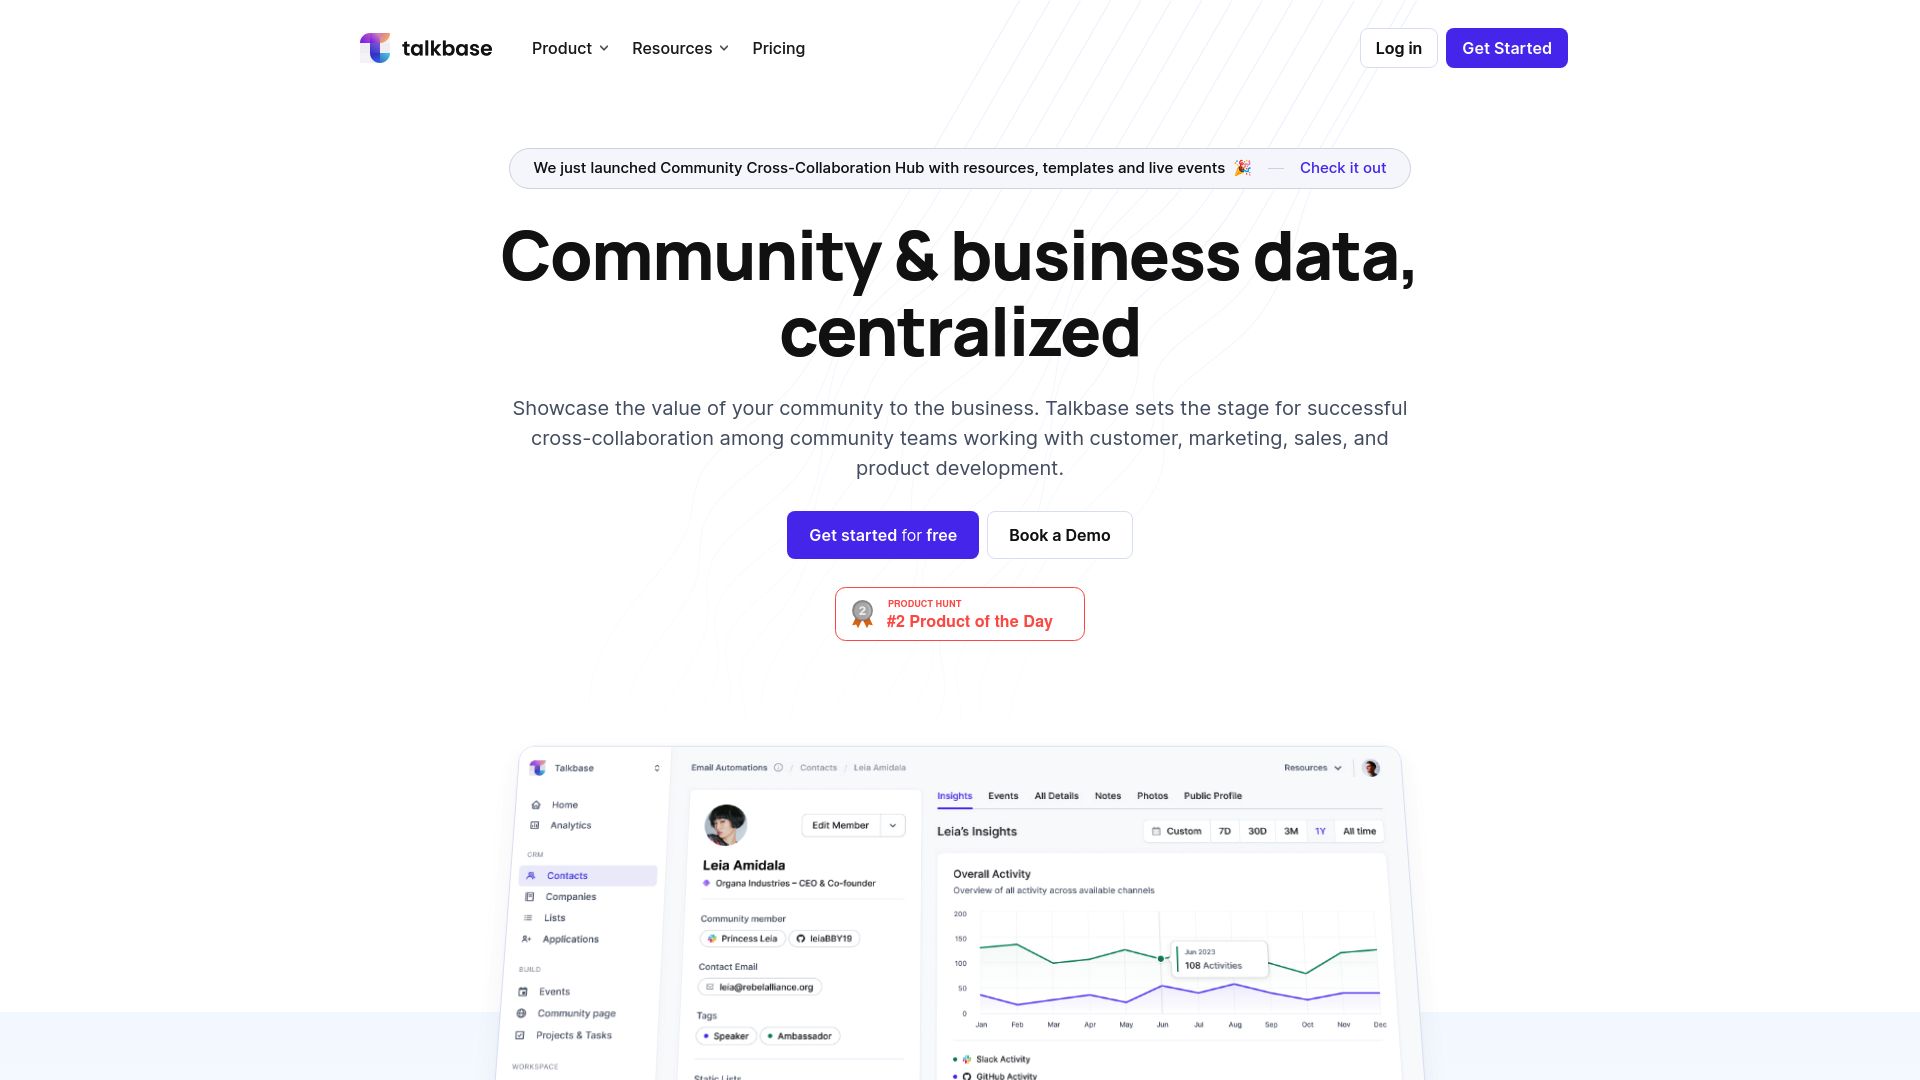 talkbase
Product
Resources
Pricing
Log in
Get Started
We just launched Community Cross-Collaboration Hub with resources, templates and live events 🎉 — Check it out
Community & business data,
centralized
Showcase the value of your community to the business. Talkbase sets the stage for successful
cross-collaboration among community teams working with customer, marketing, sales, and
product development.
Get started for free
Book a Demo
2
PRODUCT HUNT
#2 Product of the Day
Talkbase
Home
Analytics
CRM
Contacts
Companies
Lists
Applications
BUILD
Events
Community page
Projects & Tasks
WORKSPACE
Email Automations / Contacts / Leia Amidala
Resources
Edit Member
Leia Amidala
Organa Industries – CEO & Co-founder
Community member
Princess Leia
leiaBBY19
Contact Email
leia@rebelalliance.org
Tags
Speaker
Ambassador
Static Lists
Insights
Events
All Details
Notes
Photos
Public Profile
Leia's Insights
Custom
7D
30D
3M
1Y
All time
Overall Activity
Overview of all activity across available channels
200
150
100
50
0
Jun 2023
108 Activities
Jan Feb Mar Apr May Jun Jul Aug Sep Oct Nov Dec
Slack Activity
GitHub Activity